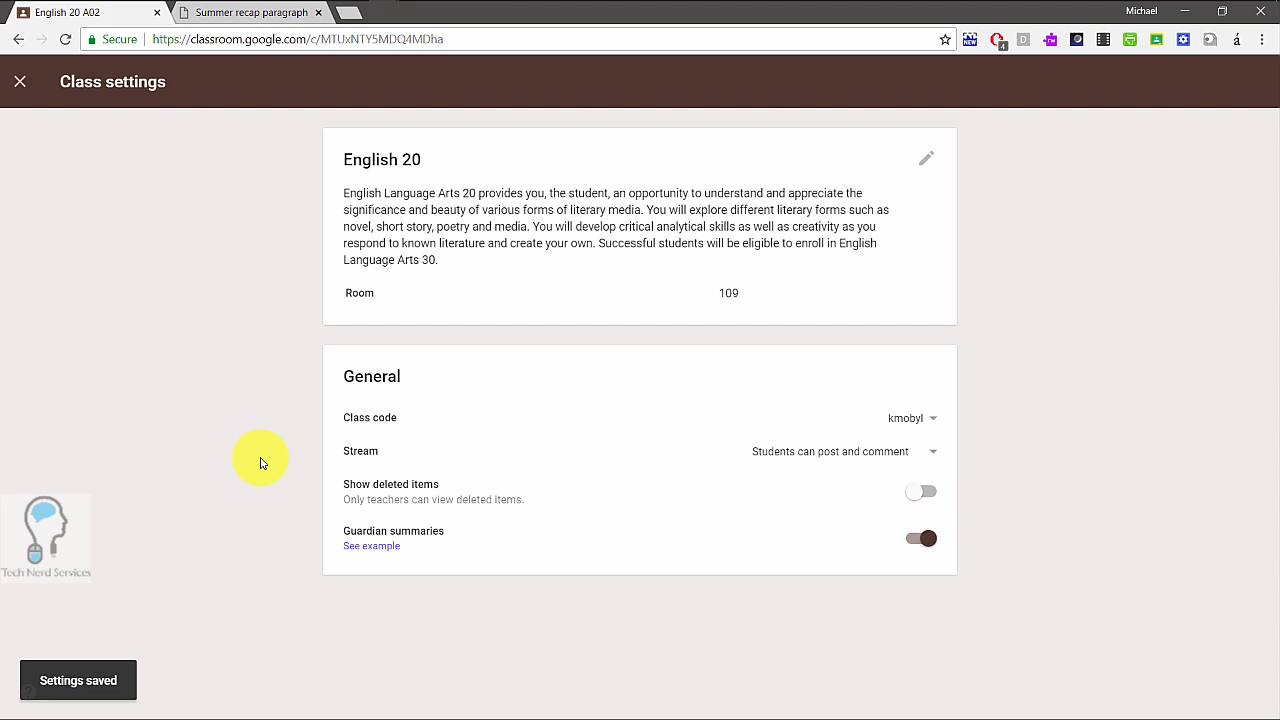 English 20 A02
Summer recap paragraph
Michael
Secure
https://classroom.google.com/c/MTUxNTY5MDQ4MDha
NEW
4
D
á
Class settings
English 20
English Language Arts 20 provides you, the student, an opportunity to understand and appreciate the
significance and beauty of various forms of literary media. You will explore different literary forms such as
novel, short story, poetry and media. You will develop critical analytical skills as well as creativity as you
respond to known literature and create your own. Successful students will be eligible to enroll in English
Language Arts 30.
Room 109
General
Class code kmobyl
Stream Students can post and comment
Show deleted items
Only teachers can view deleted items.
Guardian summaries
See example
Tech Nerd Services
Settings saved